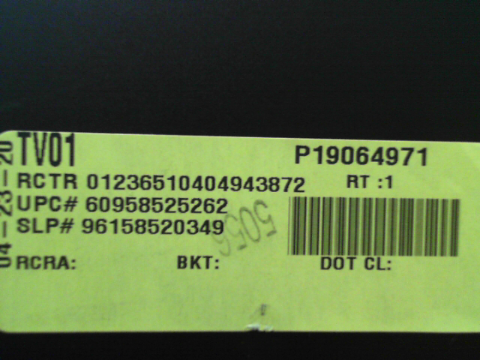 TV01 P19064971
RCTR 01236510404943872 RT :1
UPC# 60958525262
SLP# 96158520349
RCRA: BKT: DOT CL:
04-23-20
5056